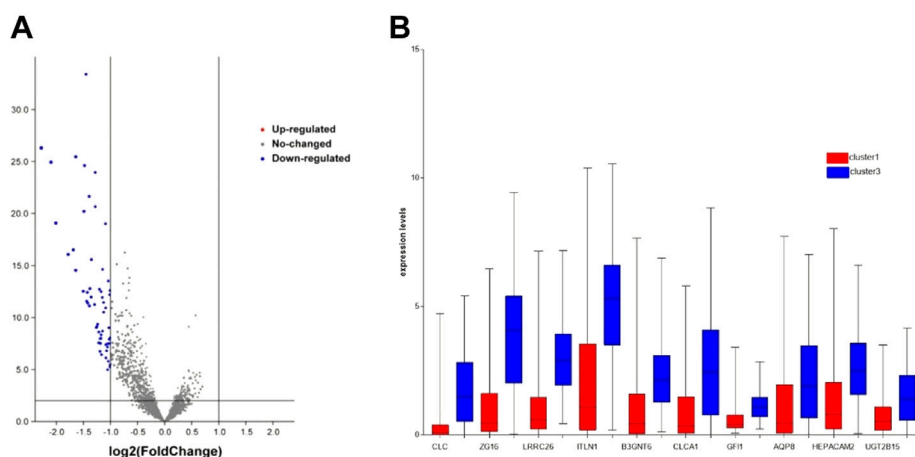 A
B
30.0
25.0
20.0
15.0
10.0
5.0
0.0
-2.0 -1.5 -1.0 -0.5 0.0 0.5 1.0 1.5 2.0
log2(FoldChange)
Up-regulated
No-changed
Down-regulated
15
10
5
0
expression levels
cluster1
cluster3
CLC ZG16 LRRC26 ITLN1 B3GNT6 CLCA1 GFI1 AQP8 HEPACAM2 UGT2B15